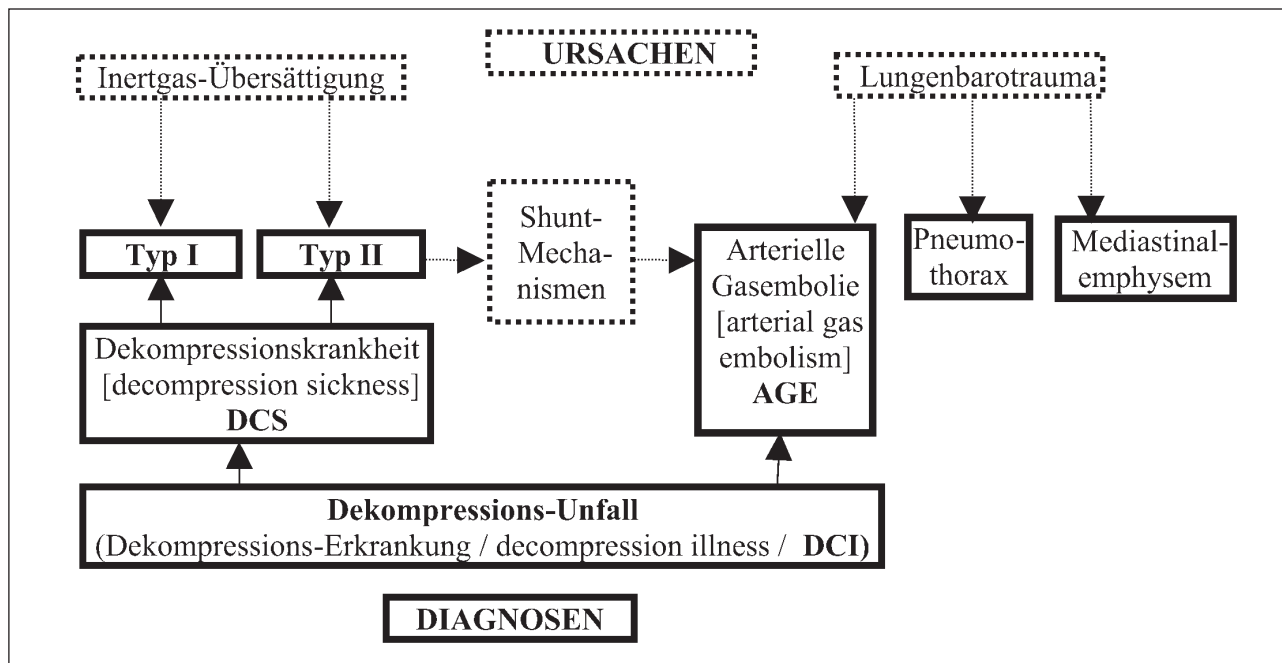 URSACHEN
Inertgas-Übersättigung
Lungenbarotrauma
Typ I
Typ II
Shunt-
Mecha-
nismen
Arterielle
Gasembolie
[arterial gas
embolism]
AGE
Pneumo-
thorax
Mediastinal-
emphysem
Dekompressionskrankheit
[decompression sickness]
DCS
Dekompressions-Unfall
(Dekompressions-Erkrankung / decompression illness / DCI)
DIAGNOSEN